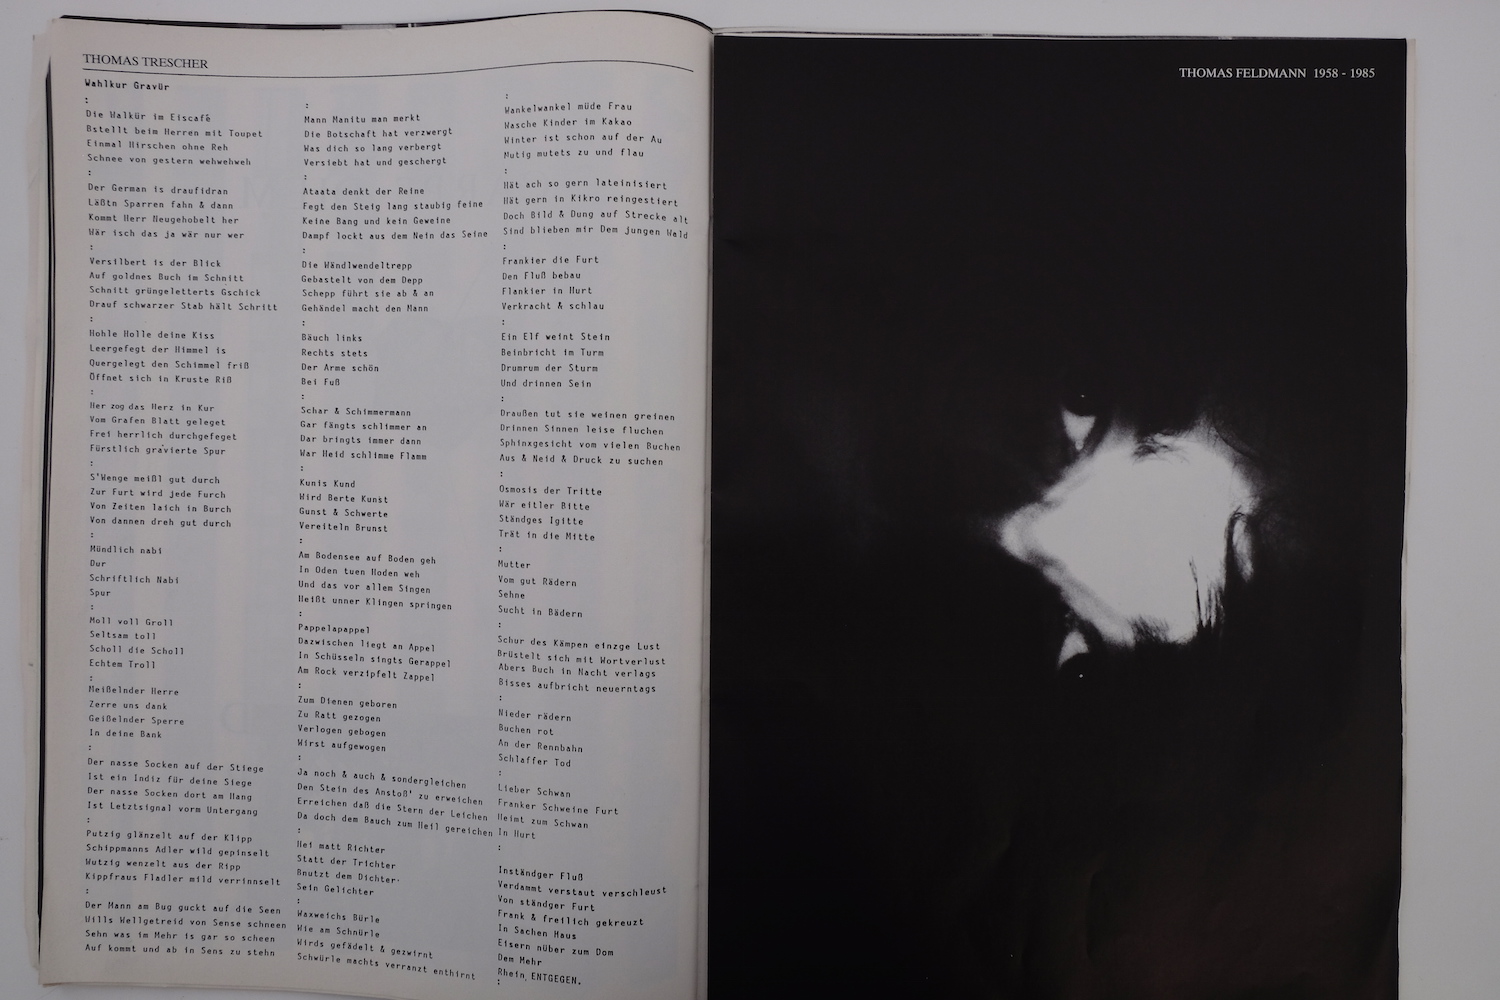 THOMAS TRESCHER
Wahlkur Gravür
:
Die Walkür im Eiscafé
Bstellt beim Herren mit Toupet
Einmal Hirschen ohne Reh
Schnee von gestern wehwehweh
:
Der German is draufidran
Läßtn Sparren fahn & dann
Kommt Herr Neugehobelt her
Wär isch das ja wär nur wer
:
Versilbert is der Blick
Auf goldnes Buch im Schnitt
Schnitt grüngeletterts Gschick
Drauf schwarzer Stab hält Schritt
:
Hohle Holle deine Kiss
Leergefegt der Himmel is
Quergelegt den Schimmel friß
Öffnet sich in Kruste Riß
:
Her zog das Herz in Kur
Vom Grafen Blatt geleget
Frei herrlich durchgefeget
Fürstlich gravierte Spur
:
S'Wenge meißl gut durch
Zur Furt wird jede Furch
Von Zeiten laich in Burch
Von dannen dreh gut durch
:
Mündlich nabi
Dur
Schriftlich Nabi
Spur
:
Moll voll Groll
Seltsam toll
Scholl die Scholl
Echtem Troll
:
Meißelnder Herre
Zerre uns dank
Geißelnder Sperre
In deine Bank
:
Der nasse Socken auf der Stiege
Ist ein Indiz für deine Siege
Der nasse Socken dort am Hang
Ist Letztsignal vorm Untergang
:
Putzig glänzelt auf der Klipp
Schippmanns Adler wild gepinselt
Wutzig wenzelt aus der Ripp
Kippfraus Fladler mild verrinnselt
:
Der Mann am Bug guckt auf die Seen
Wills Wellgetreid von Sense schneen
Sehn was im Mehr is gar so scheen
Auf kommt und ab in Sens zu stehn
:
Mann Manitu man merkt
Die Botschaft hat verzwergt
Was dich so lang verbergt
Versiebt hat und geschergt
:
Ataata denkt der Reine
Fegt den Steig lang staubig feine
Keine Bang und kein Geweine
Dampf lockt aus dem Nein das Seine
:
Die Wändlwendeltrepp
Gebastelt von dem Depp
Schepp führt sie ab & an
Gehändel macht den Mann
:
Bäuch links
Rechts stets
Der Arme schön
Bei Fuß
:
Schar & Schimmermann
Gar fängts schlimmer an
Dar bringts immer dann
War Heid schlimme Flamm
:
Kunis Kund
Wird Berte Kunst
Gunst & Schwerte
Vereiteln Brunst
:
Am Bodensee auf Boden geh
In Oden tuen Hoden weh
Und das vor allem Singen
Heißt unner Klingen springen
:
Pappelapappel
Dazwischen liegt an Appel
In Schüsseln singts Gerappel
Am Rock verzipfelt Zappel
:
Zum Dienen geboren
Zu Ratt gezogen
Verlogen gebogen
Wirst aufgewogen
:
Ja noch & auch & sondergleichen
Den Stein des Anstoß' zu erweichen
Erreichen daß die Stern der Leichen
Da doch dem Bauch zum Heil gereichen
:
Hei matt Richter
Statt der Trichter
Bnutzt dem Dichter
Sein Gelichter
:
Waxweichs Bürle
Wie am Schnürle
Wirds gefädelt & gezwirnt
Schwürle machts verranzt enthirnt
:
Wankelwankel müde Frau
Wasche Kinder im Kakao
Winter ist schon auf der Au
Mutig mutets zu und flau
:
Hät ach so gern lateinisiert
Hät gern in Kikro reingestiert
Doch Bild & Dung auf Strecke alt
Sind blieben mir Dem jungen Wald
:
Frankier die Furt
Den Fluß bebau
Flankier in Hurt
Verkracht & schlau
:
Ein Elf weint Stein
Beinbricht im Turm
Drumrum der Sturm
Und drinnen Sein
:
Draußen tut sie weinen greinen
Drinnen Sinnen leise fluchen
Sphinxgesicht vom vielen Buchen
Aus & Neid & Druck zu suchen
:
Osmosis der Tritte
Wär eitler Bitte
Ständges Igitte
Trät in die Mitte
:
Mutter
Vom gut Rädern
Sehne
Sucht in Bädern
:
Schur des Kämpen einzge Lust
Brüstelt sich mit Wortverlust
Abers Buch in Nacht verlags
Bisses aufbricht neuerntags
:
Nieder rädern
Buchen rot
An der Rennbahn
Schlaffer Tod
:
Lieber Schwan
Franker Schweine Furt
Heimt zum Schwan
In Hurt
:
Inständger Fluß
Verdammt verstaut verschleust
Von ständger Furt
Frank & freilich gekreuzt
In Sachen Haus
Eisern nüber zum Dom
Dem Mehr
Rhein, ENTGEGEN.
:
THOMAS FELDMANN 1958 - 1985